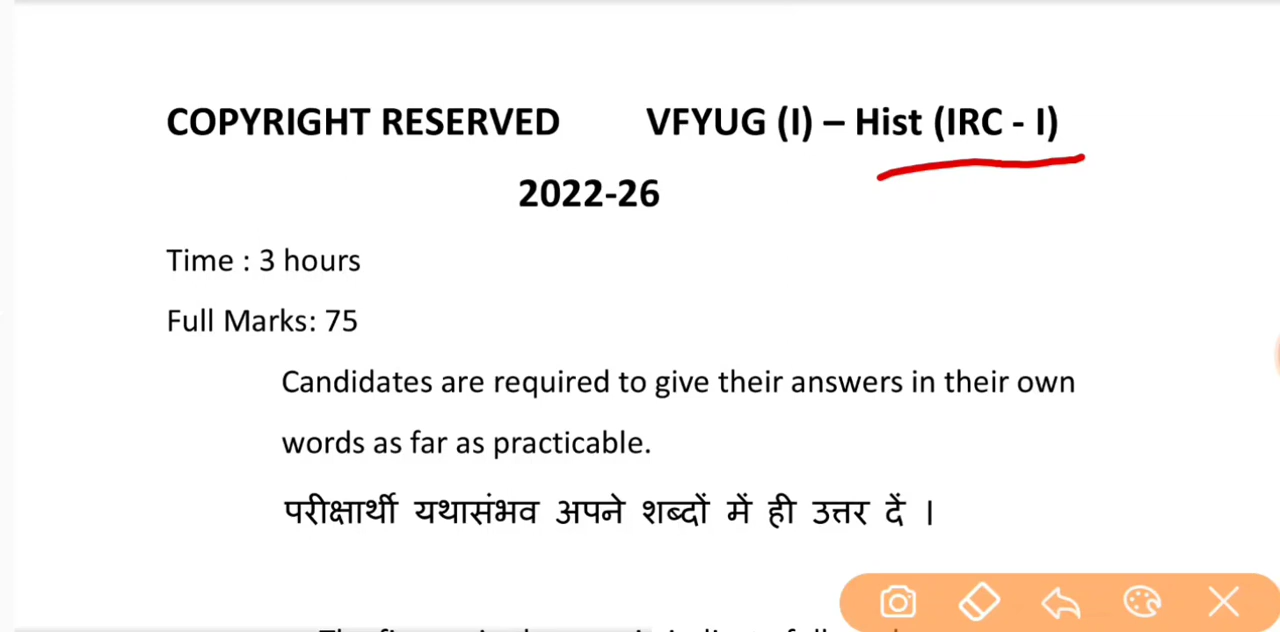 COPYRIGHT RESERVED VFYUG (I) – Hist (IRC - I)
2022-26
Time : 3 hours
Full Marks: 75
Candidates are required to give their answers in their own
words as far as practicable.
परीक्षार्थी यथासंभव अपने शब्दों में ही उत्तर दें ।